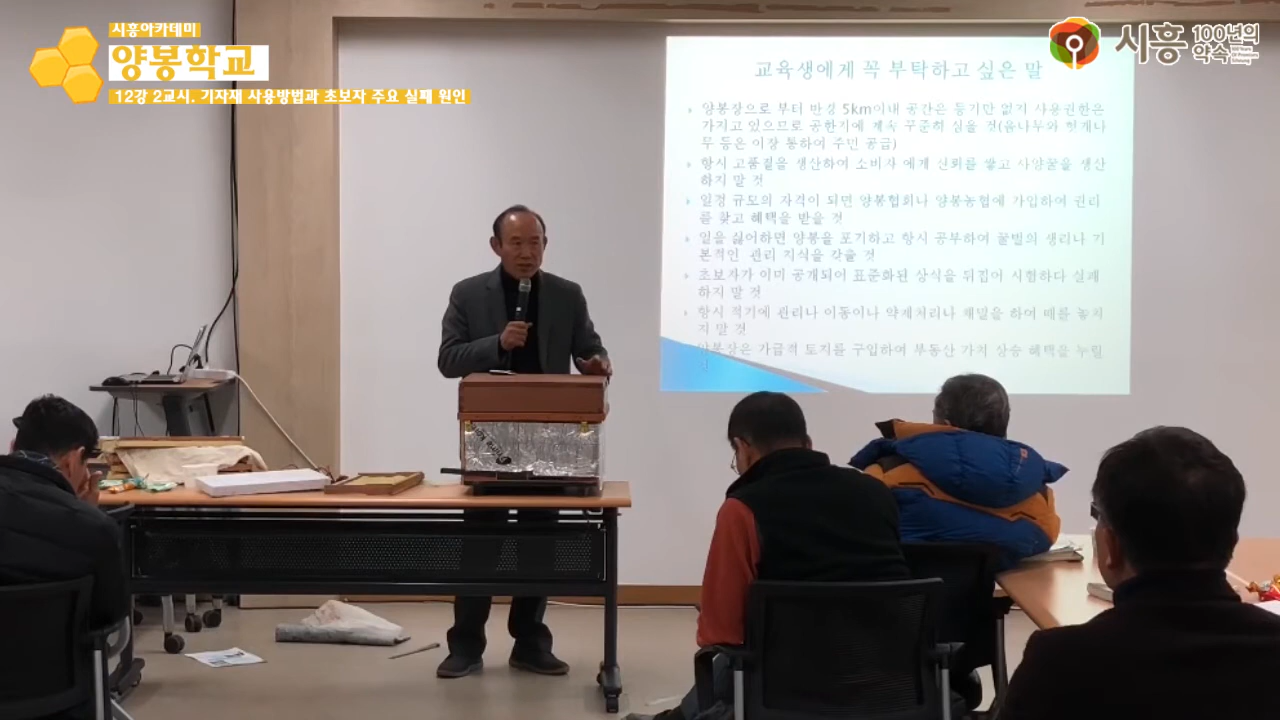 시흥아카데미
양봉학교
12강 2교시. 기자재 사용방법과 초보자 주요 실패 원인
시흥 100년의 약속
교육생에게 꼭 부탁하고 싶은 말
양봉장으로 부터 반경 5km이내 공간은 등기만 없지 사용권한은
가지고 있으므로 공한기에 계속 꾸준히 심을 것(옻나무와 헛개나
무 등은 이장 통하여 주민 공급)
항시 고품질을 생산하여 소비자 에게 신뢰를 쌓고 사양꿀을 생산
하지 말 것
일정 규모의 자격이 되면 양봉협회나 양봉농협에 가입하여 권리
를 찾고 혜택을 받을 것
일을 싫어하면 양봉을 포기하고 항시 공부하여 꿀벌의 생리나 기
본적인 관리 지식을 갖출 것
초보자가 이미 공개되어 표준화된 상식을 뒤집어 시험하다 실패
하지 말 것
항시 적기에 관리나 이동이나 약제처리나 채밀을 하여 때를 놓치
지 말 것
양봉장은 가급적 토지를 구입하여 부동산 가치 상승 혜택을 누릴